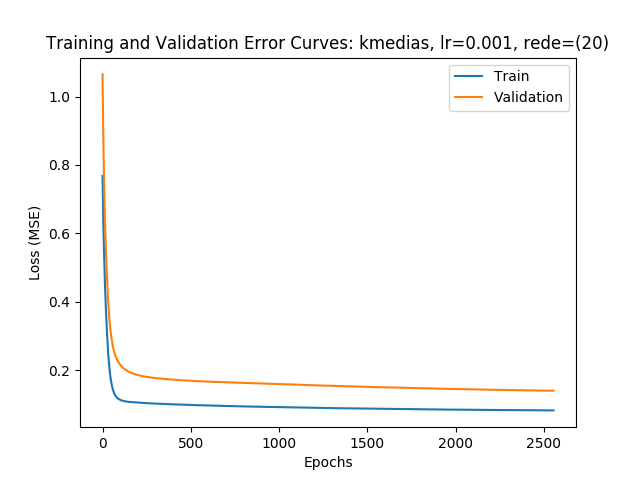 Training and Validation Error Curves: kmedias, lr=0.001, rede=(20)
Train
Validation
1.0
0.8
0.6
0.4
0.2
Loss (MSE)
0
500
1000
1500
2000
2500
Epochs